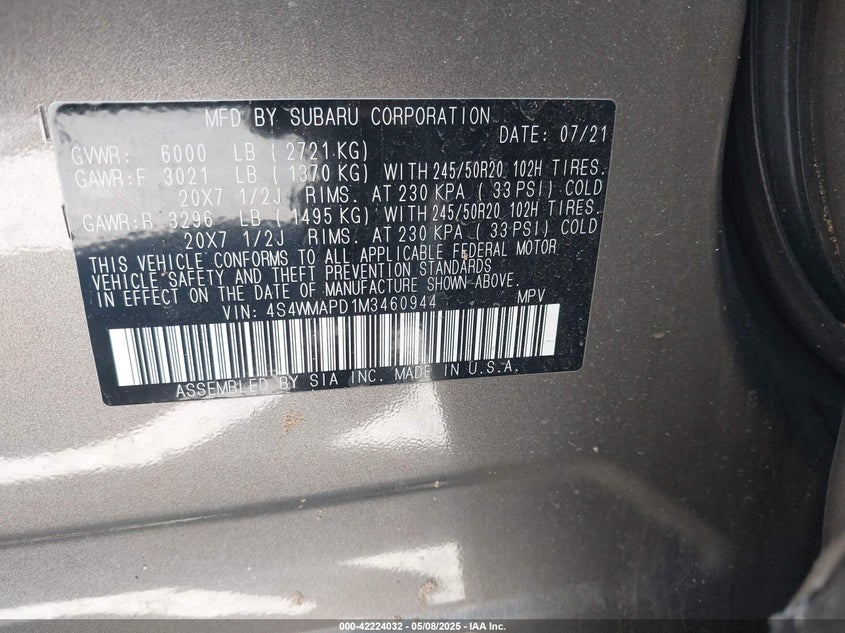 MFD BY SUBARU CORPORATION
DATE: 07/21
GVWR: 6000 LB ( 2721 KG)
GAWR:F 3021 LB ( 1370 KG) WITH 245/50R20 102H TIRES.
20X7 1/2J RIMS. AT 230 KPA ( 33 PSI) COLD
GAWR:R 3296 LB ( 1495 KG) WITH 245/50R20 102H TIRES.
20X7 1/2J RIMS. AT 230 KPA ( 33 PSI) COLD
THIS VEHICLE CONFORMS TO ALL APPLICABLE FEDERAL MOTOR
VEHICLE SAFETY AND THEFT PREVENTION STANDARDS
IN EFFECT ON THE DATE OF MANUFACTURE SHOWN ABOVE.
VIN: 4S4WMAPD1M3460944 MPV
ASSEMBLED BY SIA INC. MADE IN U.S.A.
000-42224032 - 05/08/2025 - IAA Inc.